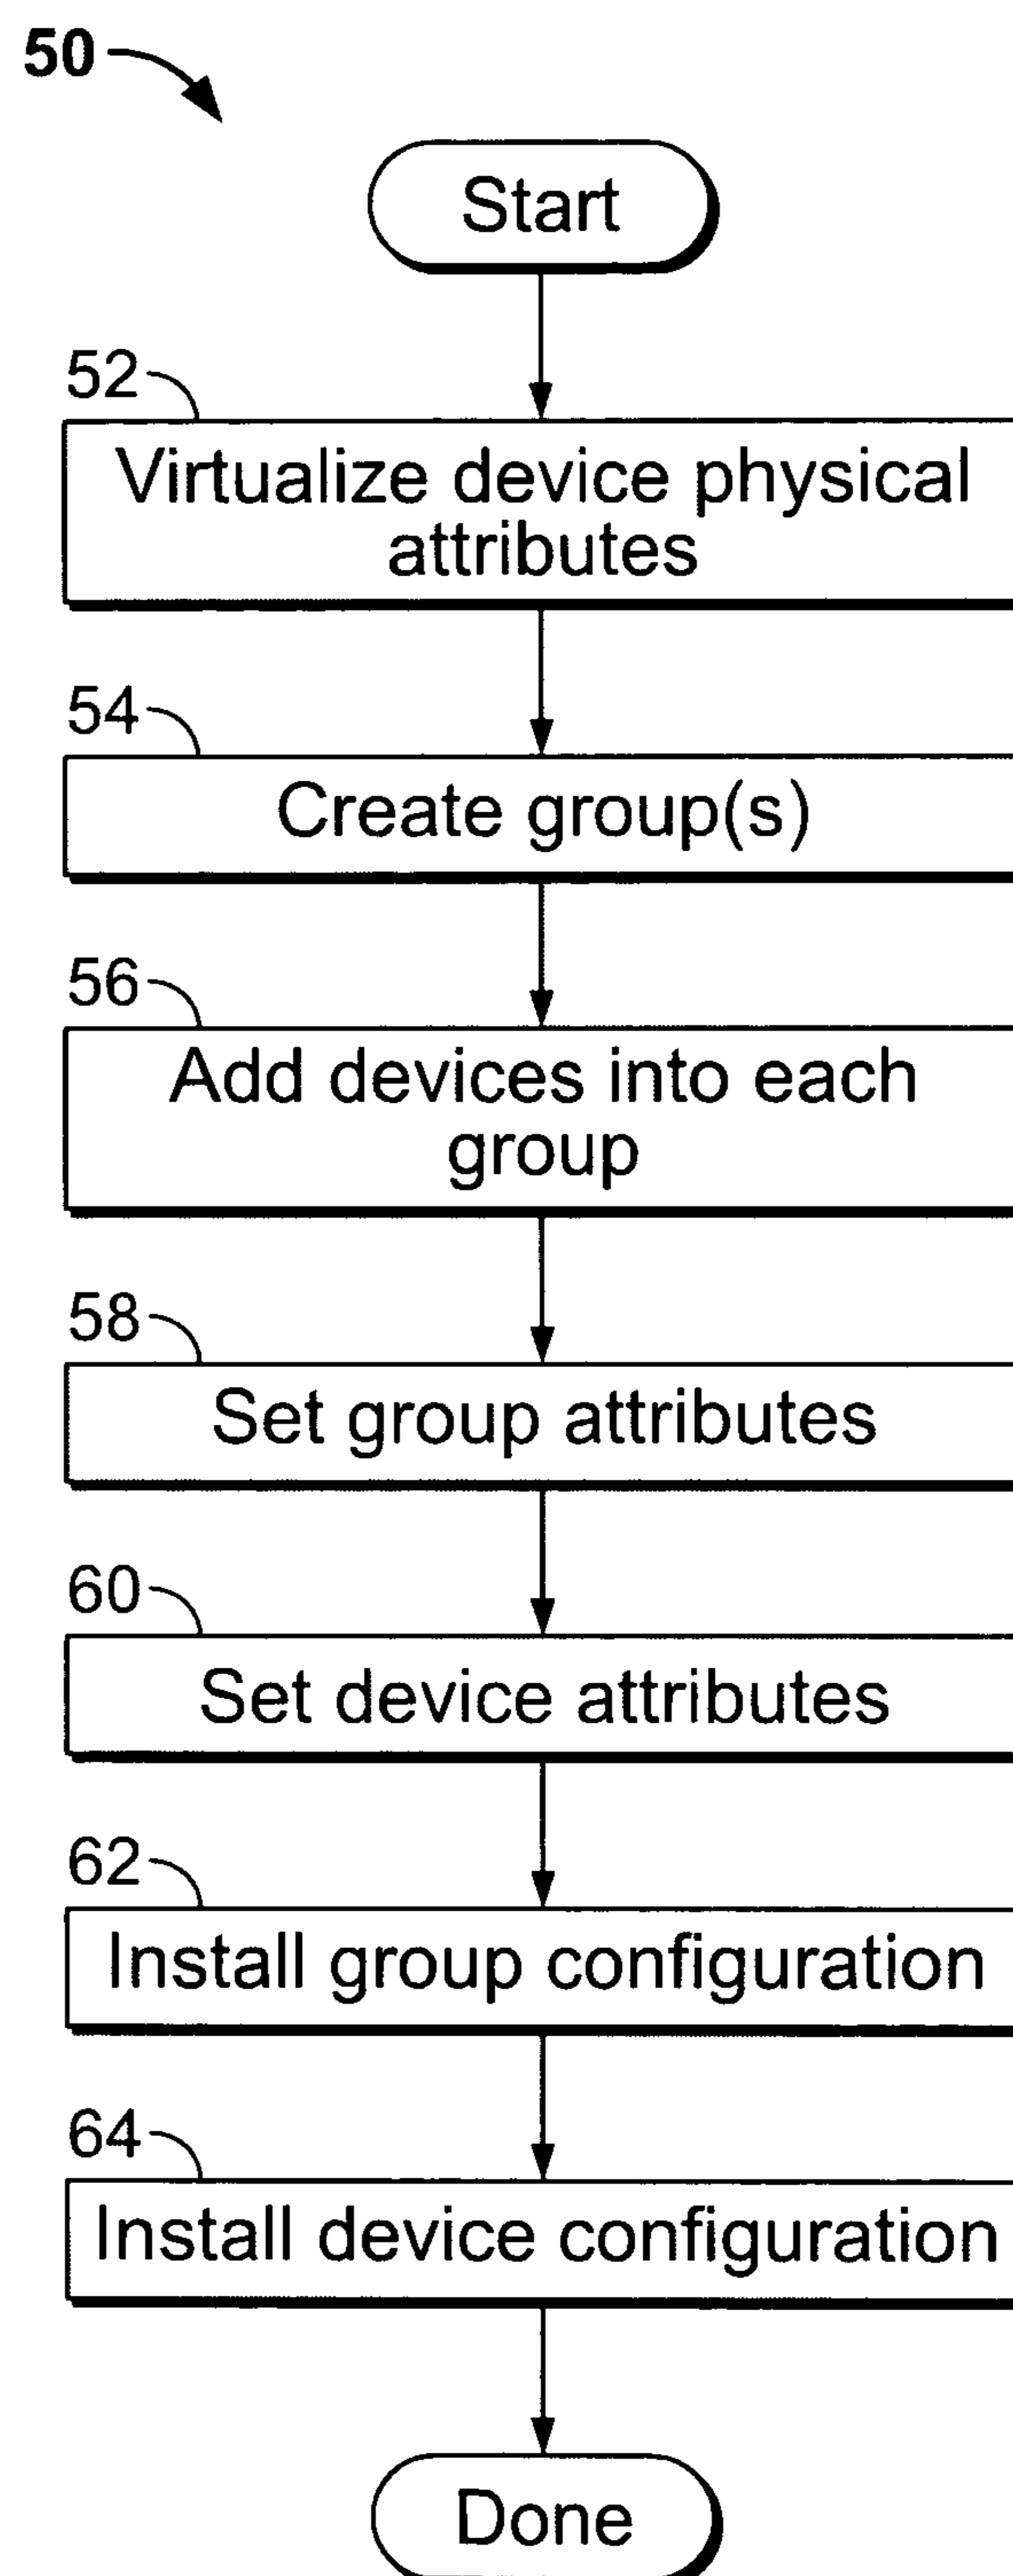 50
Start
52
Virtualize device physical
attributes
54
Create group(s)
56
Add devices into each
group
58
Set group attributes
60
Set device attributes
62
Install group configuration
64
Install device configuration
Done